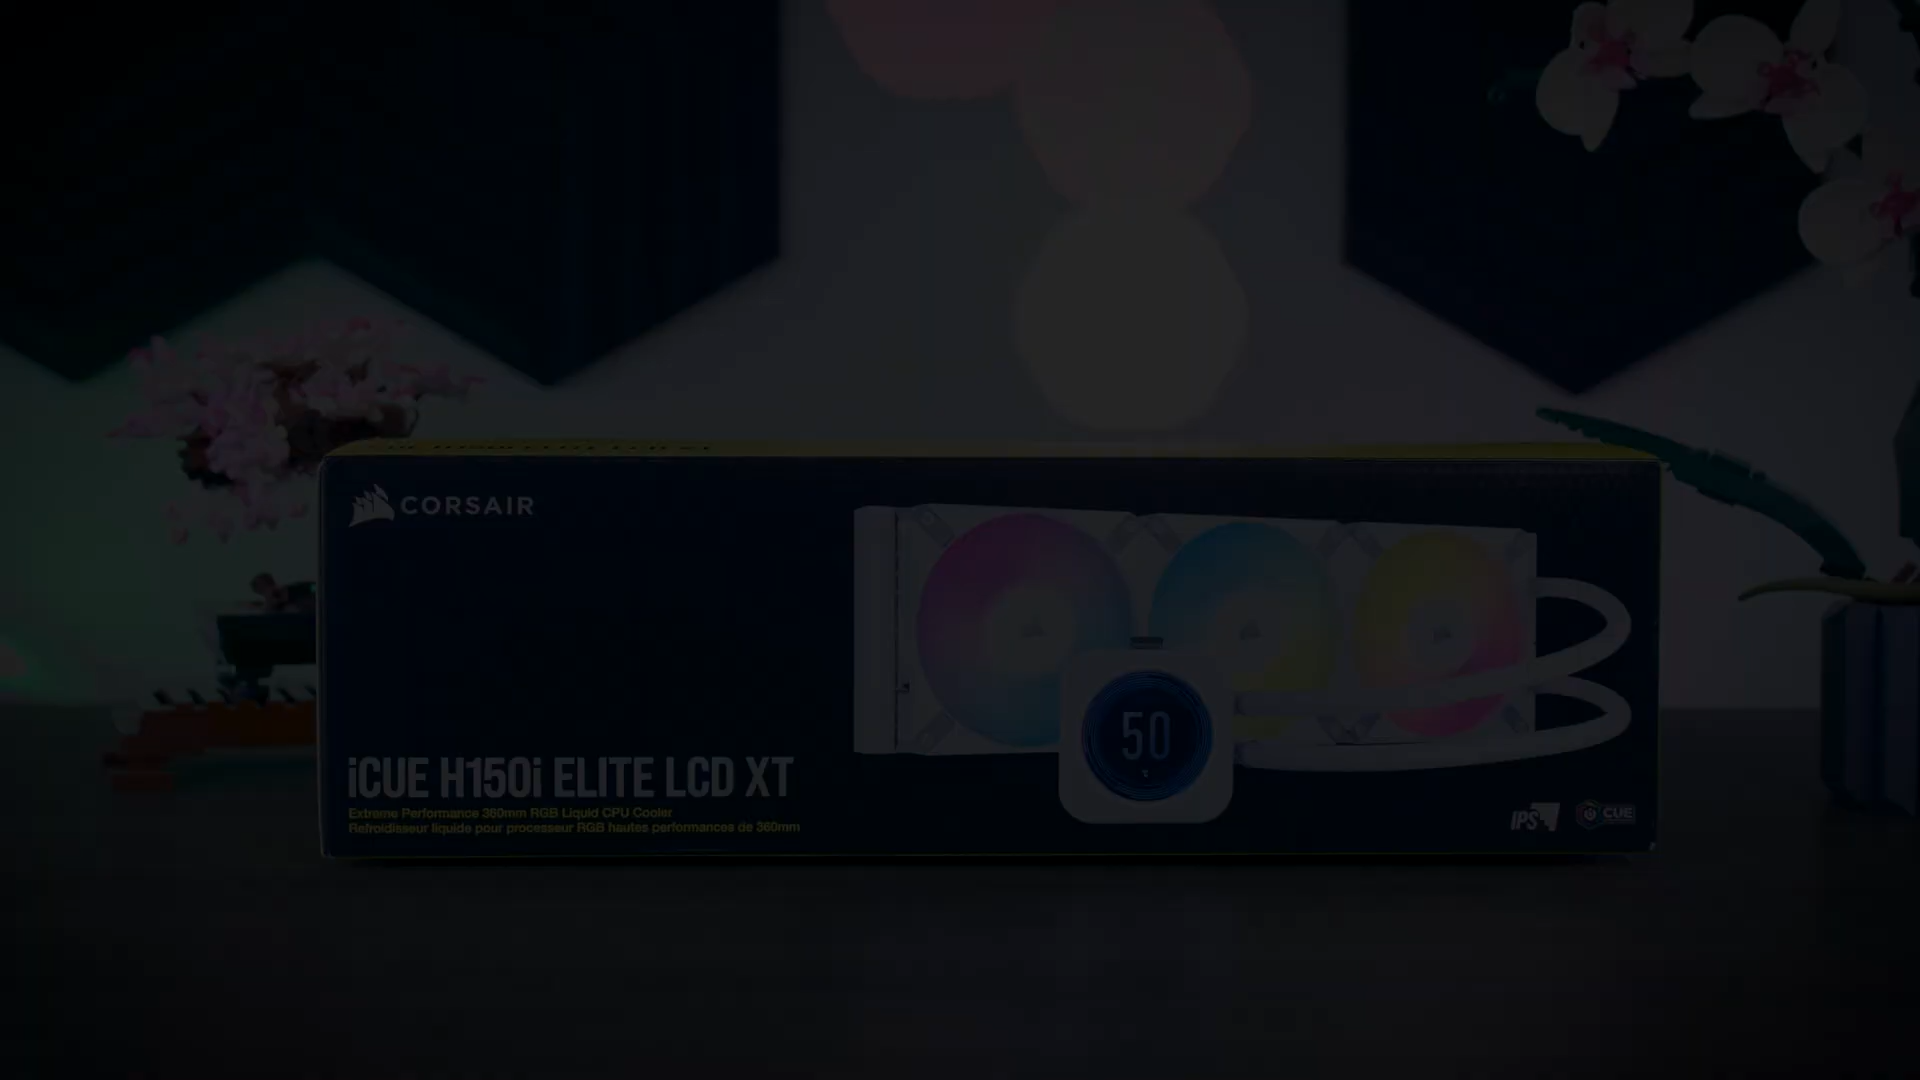 CORSAIR
50
°C
iCUE H150i ELITE LCD XT
Extreme Performance 360mm RGB Liquid CPU Cooler
Refroidisseur liquide pour processeur RGB hautes performances de 360mm
IPS
CUE